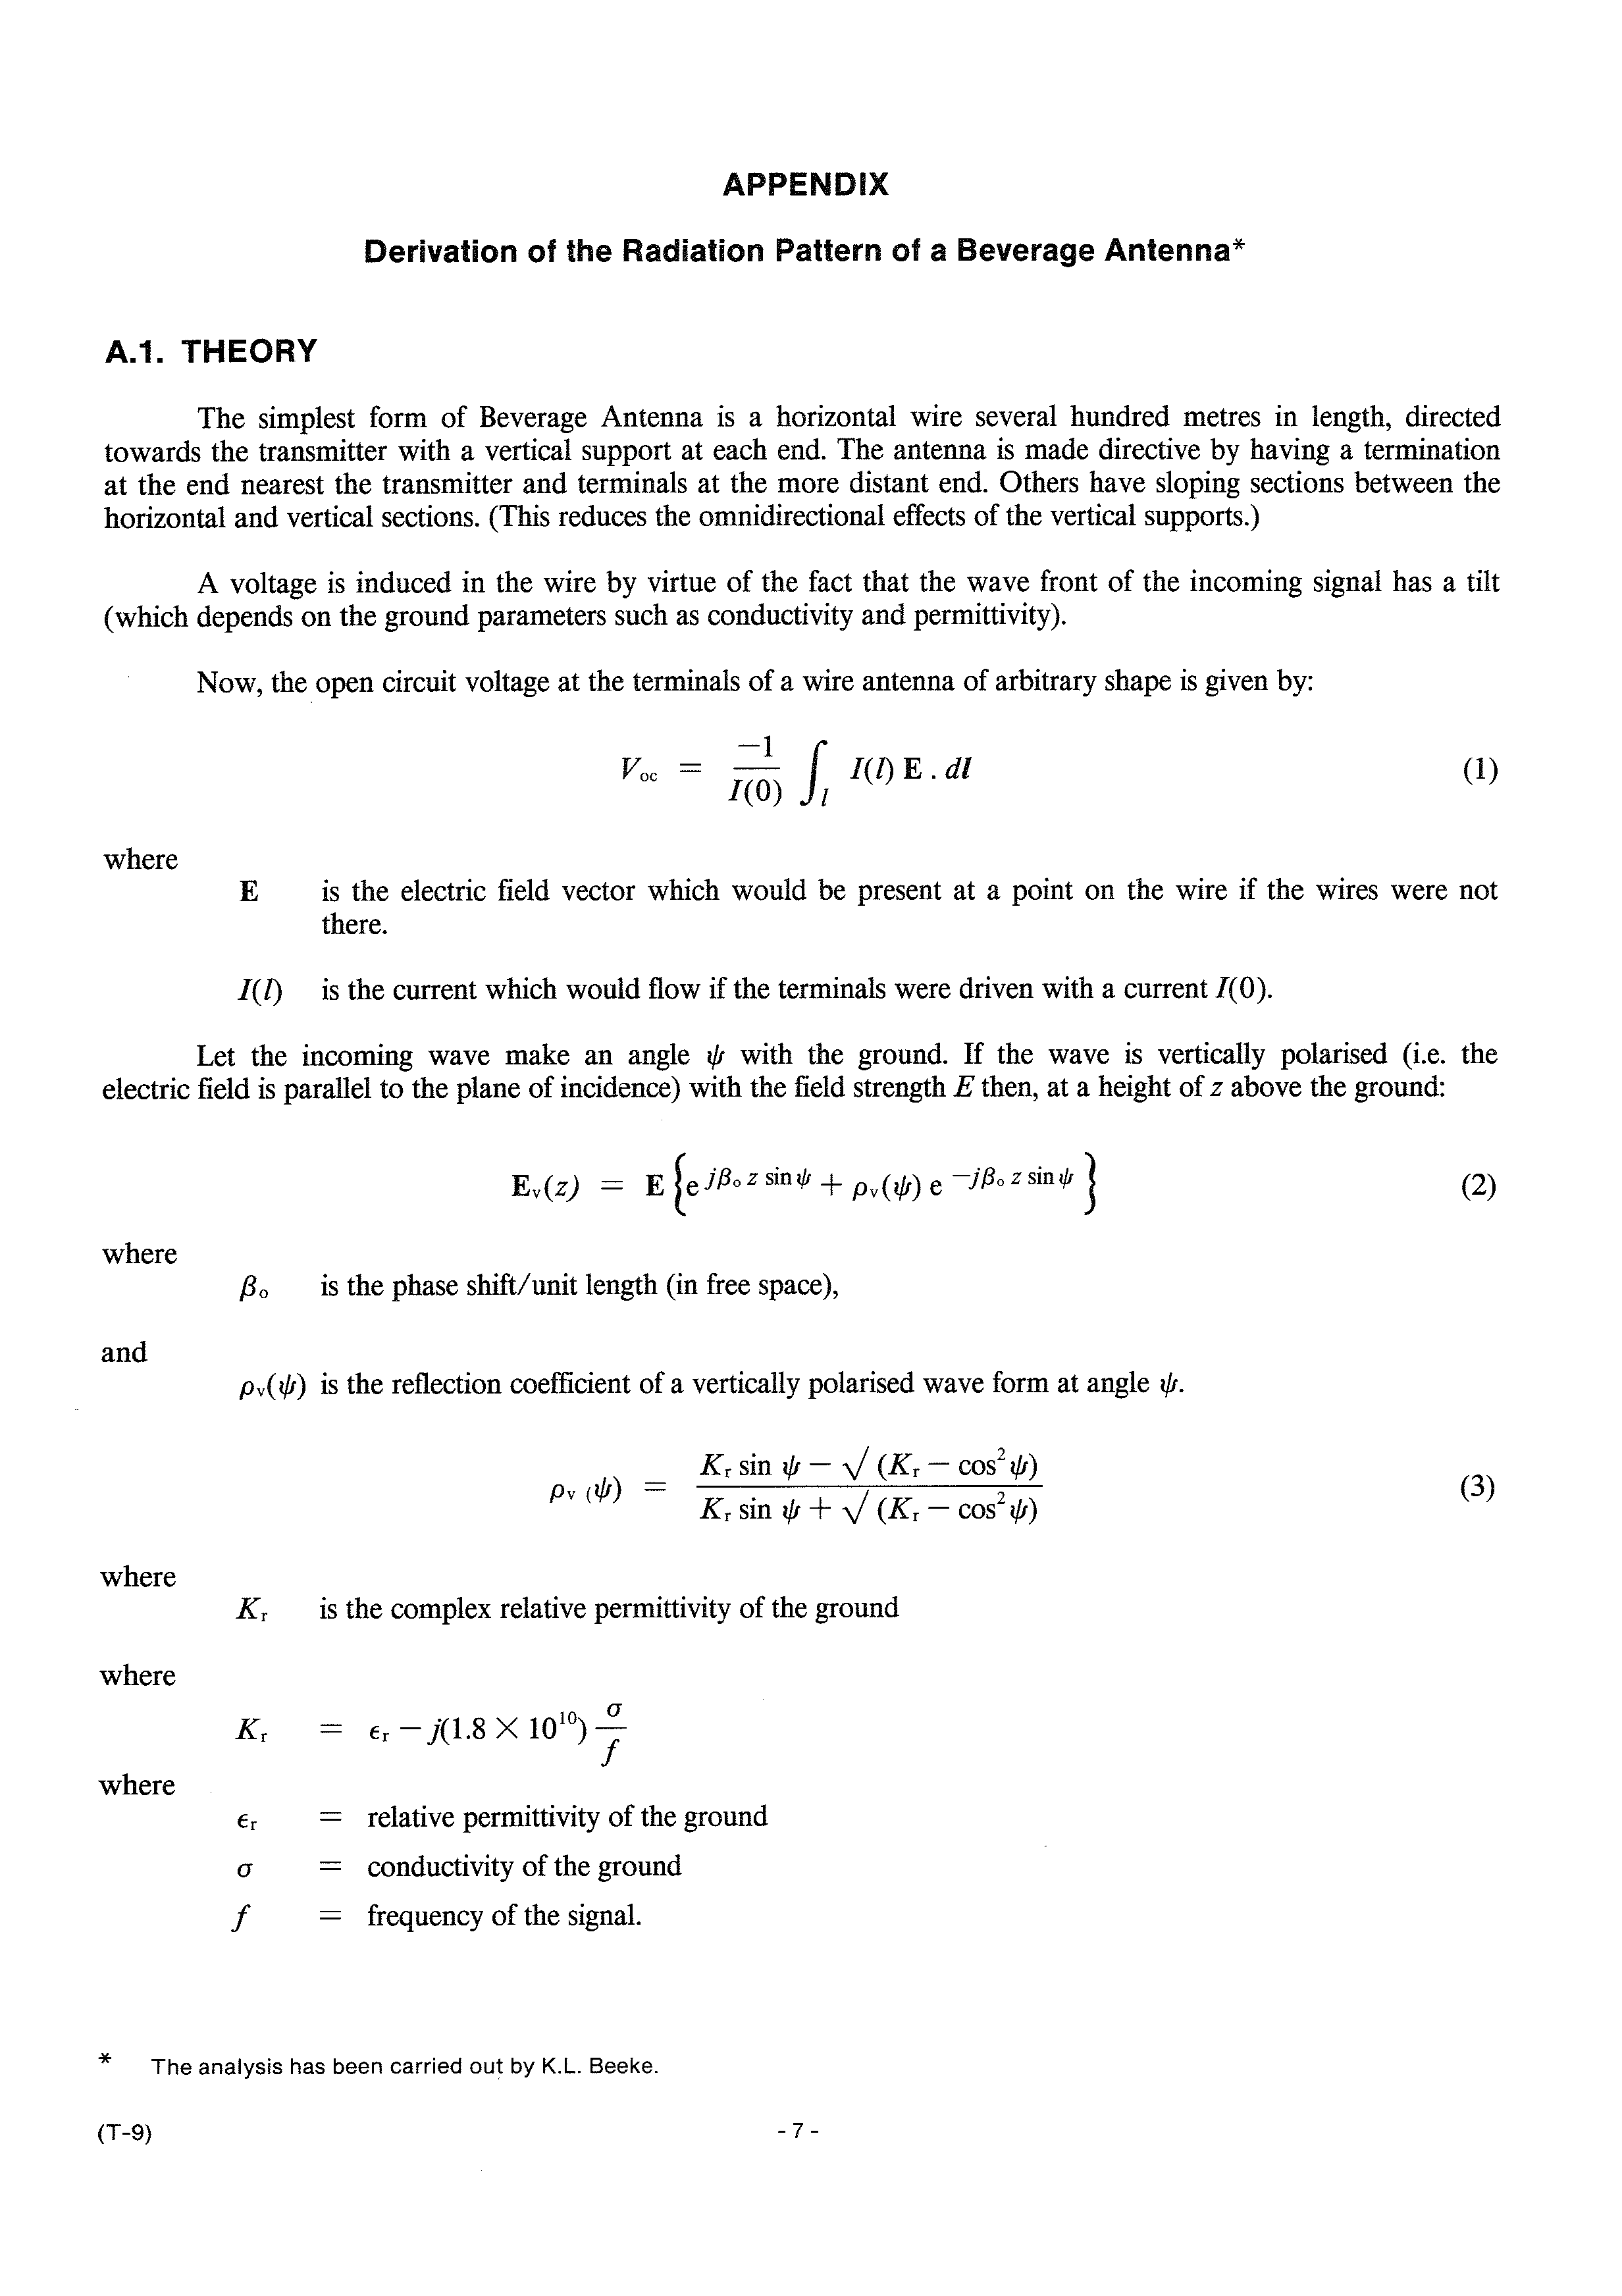 APPENDIX
Derivation of the Radiation Pattern of a Beverage Antenna*
A.1. THEORY
The simplest form of Beverage Antenna is a horizontal wire several hundred metres in length, directed
towards the transmitter with a vertical support at each end. The antenna is made directive by having a termination
at the end nearest the transmitter and terminals at the more distant end. Others have sloping sections between the
horizontal and vertical sections. (This reduces the omnidirectional effects of the vertical supports.)
A voltage is induced in the wire by virtue of the fact that the wave front of the incoming signal has a tilt
(which depends on the ground parameters such as conductivity and permittivity).
Now, the open circuit voltage at the terminals of a wire antenna of arbitrary shape is given by:
V_oc = −1/I(0) ∫_l I(l) E . dl (1)
where
E is the electric field vector which would be present at a point on the wire if the wires were not
there.
I(l) is the current which would flow if the terminals were driven with a current I(0).
Let the incoming wave make an angle ψ with the ground. If the wave is vertically polarised (i.e. the
electric field is parallel to the plane of incidence) with the field strength E then, at a height of z above the ground:
E_v(z) = E {e^{jβ_o z sin ψ} + ρ_v(ψ) e^{−jβ_o z sin ψ}} (2)
where
β_o is the phase shift/unit length (in free space),
and
ρ_v(ψ) is the reflection coefficient of a vertically polarised wave form at angle ψ.
ρ_v (ψ) = K_r sin ψ − √(K_r − cos² ψ) / K_r sin ψ + √(K_r − cos² ψ) (3)
where
K_r is the complex relative permittivity of the ground
where
K_r = ε_r − j(1.8 × 10¹⁰) σ/f
where
ε_r = relative permittivity of the ground
σ = conductivity of the ground
f = frequency of the signal.
* The analysis has been carried out by K.L. Beeke.
(T-9) - 7 -